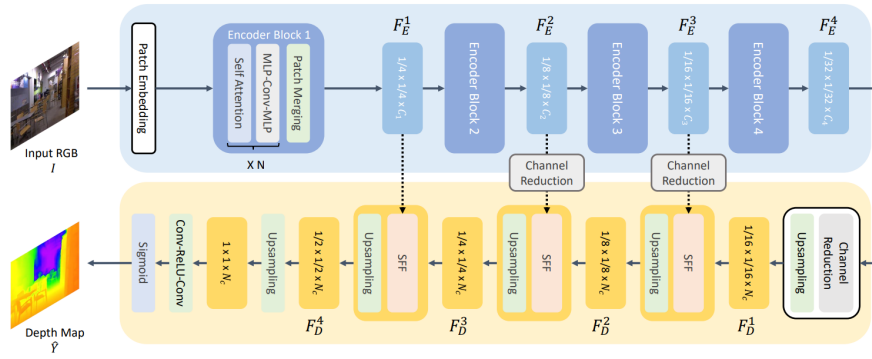 Input RGB
I
Patch Embedding
Encoder Block 1
Self Attention
MLP-Conv-MLP
Patch Merging
X N
F_E^1
1/4 x 1/4 x C_1
Encoder Block 2
F_E^2
1/8 x 1/8 x C_2
Encoder Block 3
F_E^3
1/16 x 1/16 x C_3
Encoder Block 4
F_E^4
1/32 x 1/32 x C_4
Channel
Reduction
Channel
Reduction
Channel
Reduction
Upsampling
1/16 x 1/16 x N_c
F_D^1
SFF
Upsampling
1/8 x 1/8 x N_c
F_D^2
SFF
Upsampling
1/4 x 1/4 x N_c
F_D^3
SFF
Upsampling
1/2 x 1/2 x N_c
F_D^4
Upsampling
1 x 1 x N_c
Conv-ReLU-Conv
Sigmoid
Depth Map
Ŷ